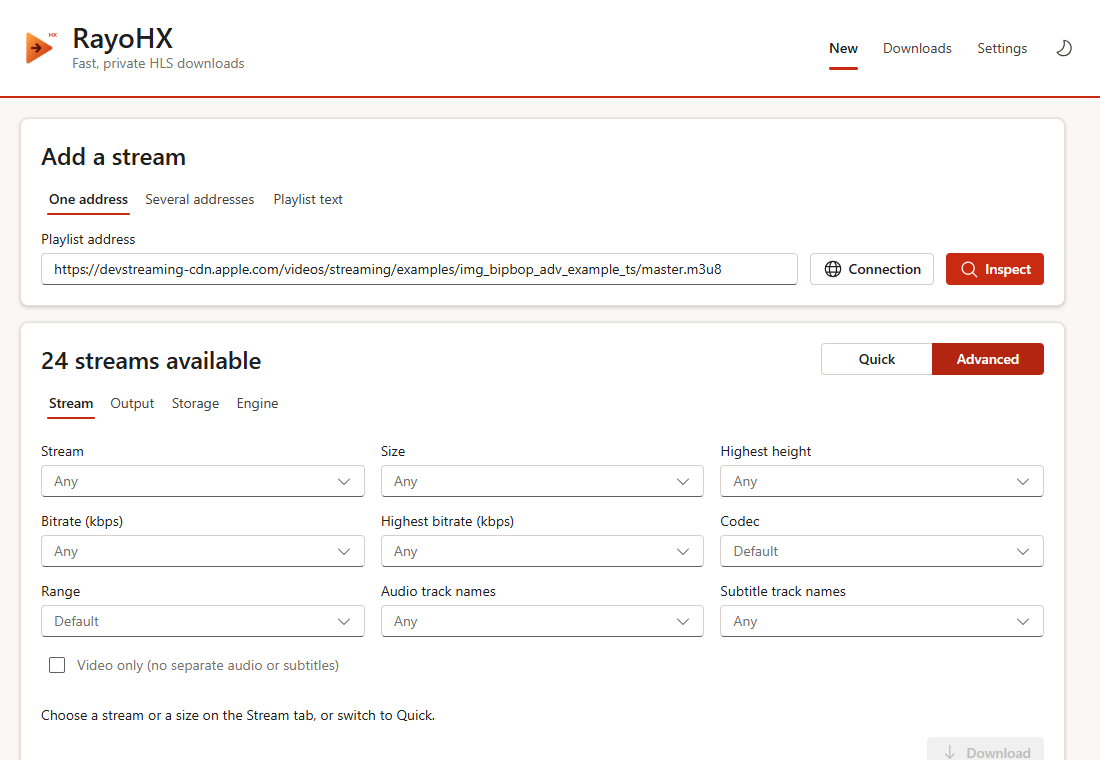 HX
RayoHX
Fast, private HLS downloads
New Downloads Settings
Add a stream
One address Several addresses Playlist text
Playlist address
https://devstreaming-cdn.apple.com/videos/streaming/examples/img_bipbop_adv_example_ts/master.m3u8
Connection
Inspect
24 streams available
Quick Advanced
Stream Output Storage Engine
Stream Size Highest height
Any Any Any
Bitrate (kbps) Highest bitrate (kbps) Codec
Any Any Default
Range Audio track names Subtitle track names
Default Any Any
Video only (no separate audio or subtitles)
Choose a stream or a size on the Stream tab, or switch to Quick.
Download